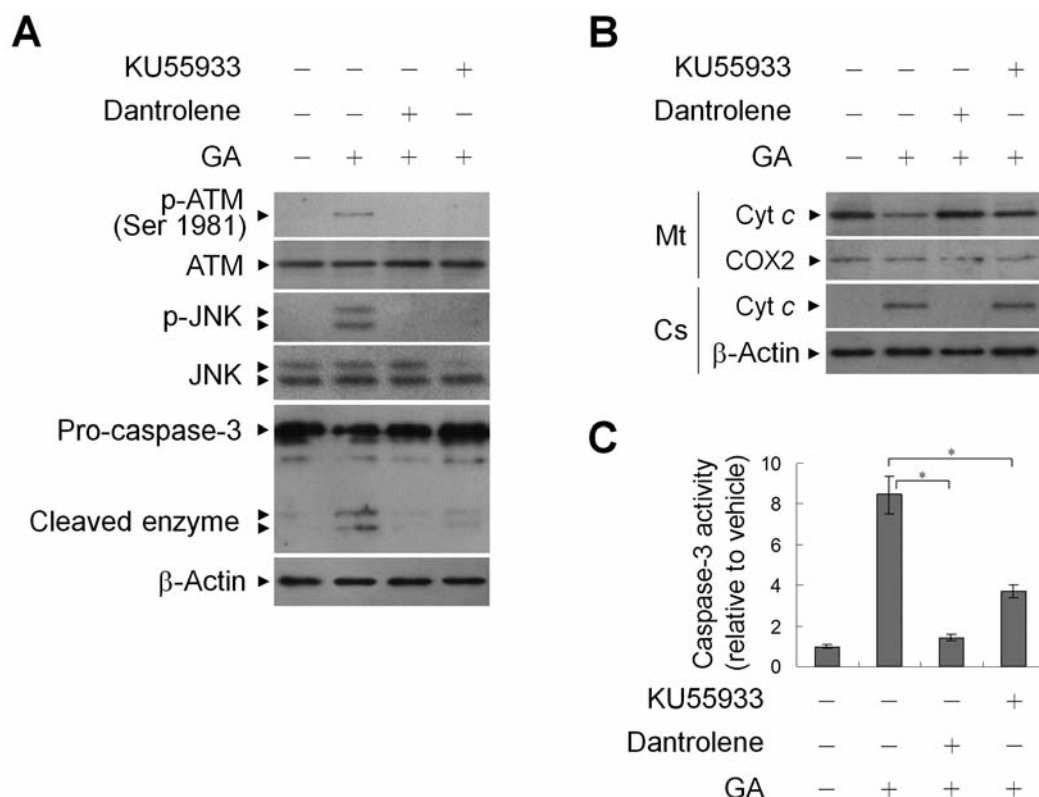 A
KU55933 − − − +
Dantrolene − − + −
GA − + + +
p-ATM
(Ser 1981)
ATM
p-JNK
JNK
Pro-caspase-3
Cleaved enzyme
β-Actin
B
KU55933 − − − +
Dantrolene − − + −
GA − + + +
Mt
Cyt c
COX2
Cs
Cyt c
β-Actin
C
Caspase-3 activity
(relative to vehicle)
10
8
6
4
2
0
*
*
KU55933 − − − +
Dantrolene − − + −
GA − + + +